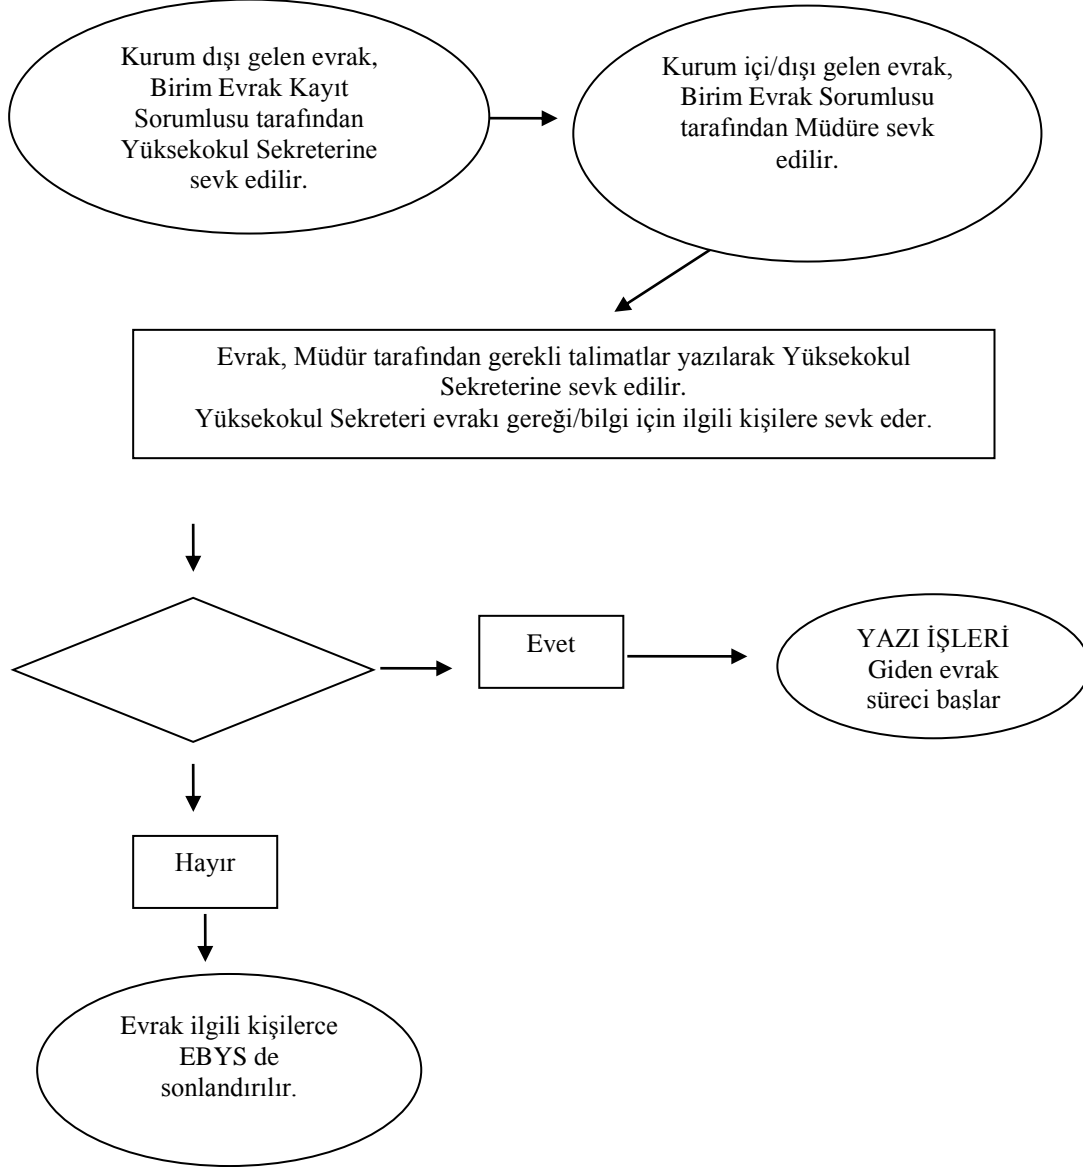 Kurum dışı gelen evrak,
Birim Evrak Kayıt
Sorumlusu tarafından
Yüksekokul Sekreterine
sevk edilir.
Kurum içi/dışı gelen evrak,
Birim Evrak Sorumlusu
tarafından Müdüre sevk
edilir.
Evrak, Müdür tarafından gerekli talimatlar yazılarak Yüksekokul
Sekreterine sevk edilir.
Yüksekokul Sekreteri evrakı gereği/bilgi için ilgili kişilere sevk eder.
Evet
YAZI İŞLERİ
Giden evrak
süreci başlar
Hayır
Evrak ilgili kişilerce
EBYS de
sonlandırılır.